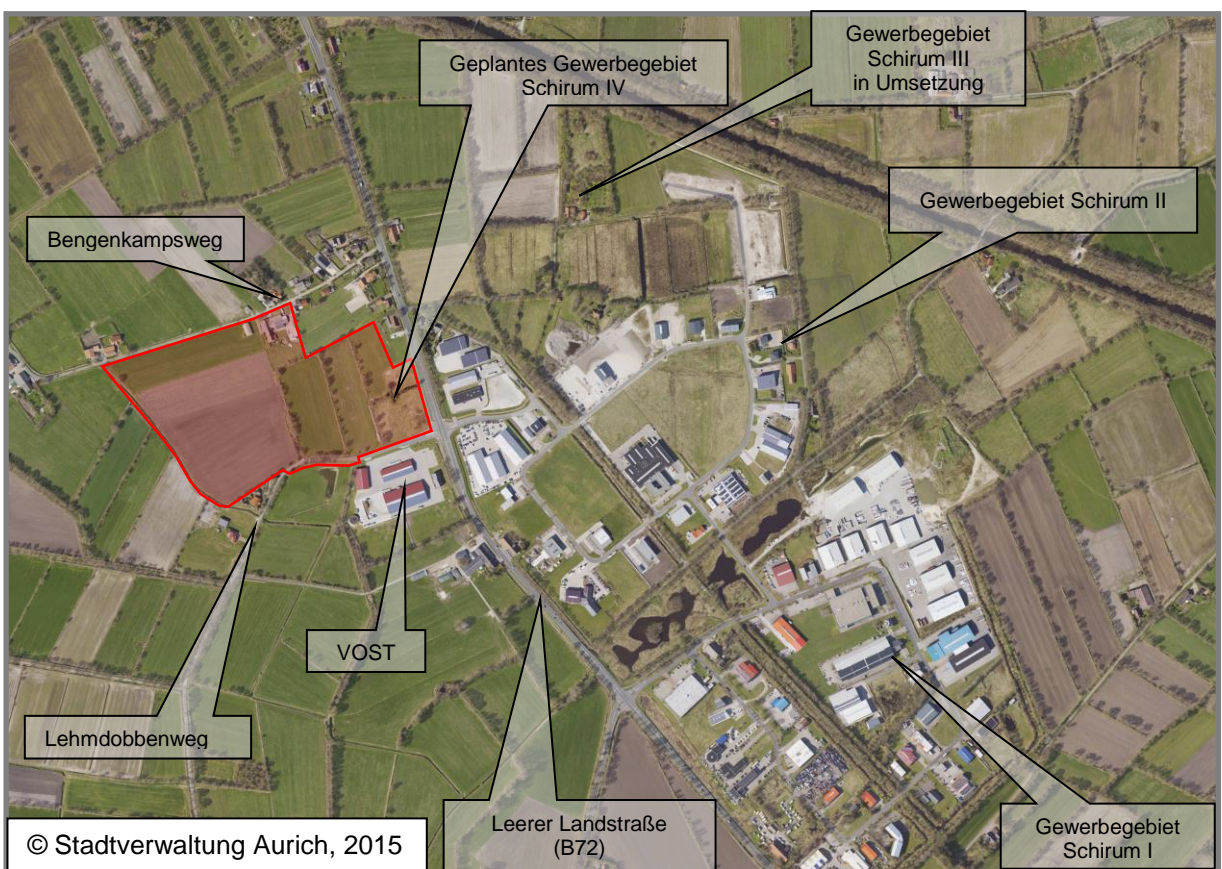 Geplantes Gewerbegebiet
Schirum IV
Gewerbegebiet
Schirum III
in Umsetzung
Gewerbegebiet Schirum II
Bengenkampsweg
VOST
Lehmdobbenweg
Leerer Landstraße
(B72)
Gewerbegebiet
Schirum I
© Stadtverwaltung Aurich, 2015